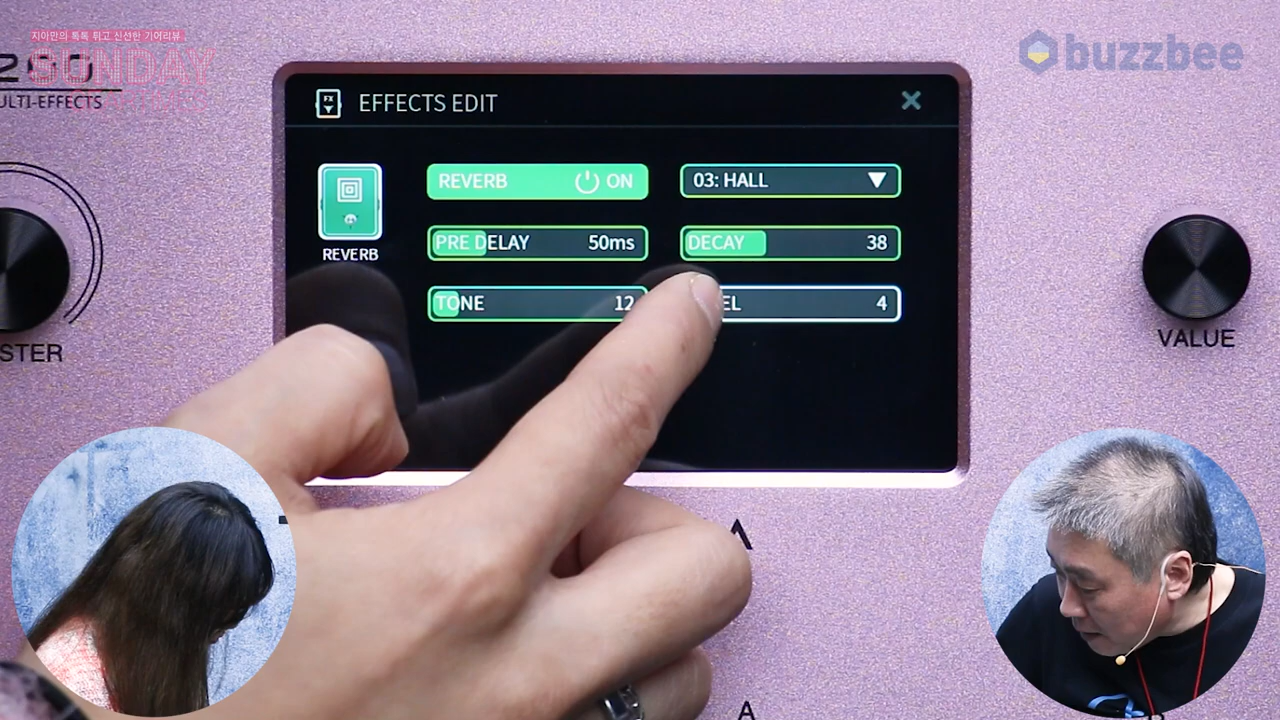 지아만의 톡톡 튀고 신선한 기어리뷰
SUNDAY
buzzbee
ULTI-EFFECTS
EFFECTS EDIT
REVERB
ON
03: HALL
PRE DELAY
50ms
DECAY
38
REVERB
TONE
12
EL
4
STER
VALUE
A
A